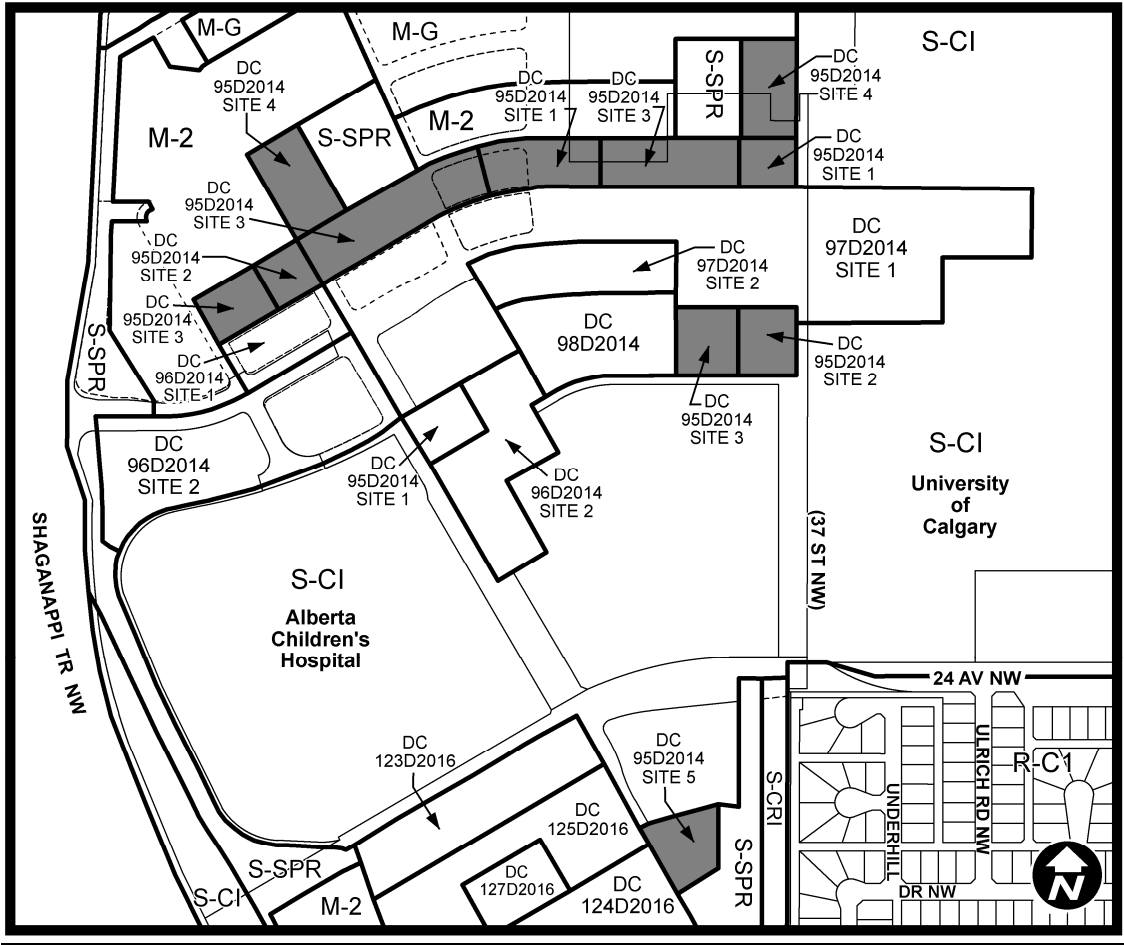 M-G
M-G
S-CI
DC
95D2014
SITE 4
DC
95D2014
SITE 1
DC
95D2014
SITE 3
S-SPR
DC
95D2014
SITE 4
M-2
S-SPR
M-2
DC
95D2014
SITE 1
DC
95D2014
SITE 3
DC
95D2014
SITE 2
DC
95D2014
SITE 3
DC
97D2014
SITE 1
DC
97D2014
SITE 2
DC
98D2014
DC
95D2014
SITE 2
S-SPR
DC
96D2014
SITE 1
DC
95D2014
SITE 3
DC
96D2014
SITE 2
DC
95D2014
SITE 1
DC
96D2014
SITE 2
S-CI
University
of
Calgary
SHAGANAPPI TR NW
(37 ST NW)
S-CI
Alberta
Children's
Hospital
24 AV NW
DC
123D2016
DC
95D2014
SITE 5
S-CRI
ULRICH RD NW
R-C1
UNDERHILL
DR NW
DC
125D2016
S-SPR
S-SPR
DC
127D2016
DC
124D2016
S-CI
M-2
N